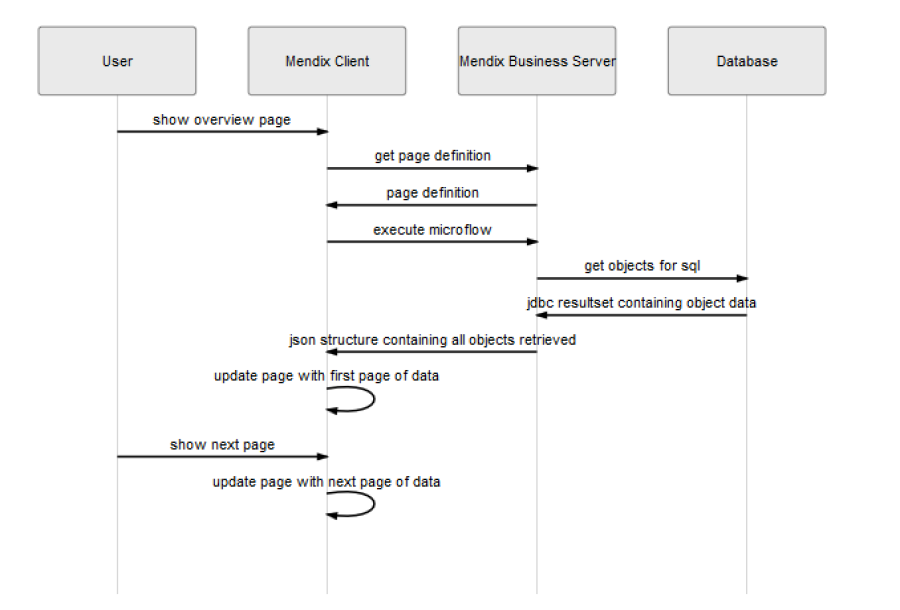 User
Mendix Client
Mendix Business Server
Database
show overview page
get page definition
page definition
execute microflow
get objects for sql
jdbc resultset containing object data
json structure containing all objects retrieved
update page with first page of data
show next page
update page with next page of data